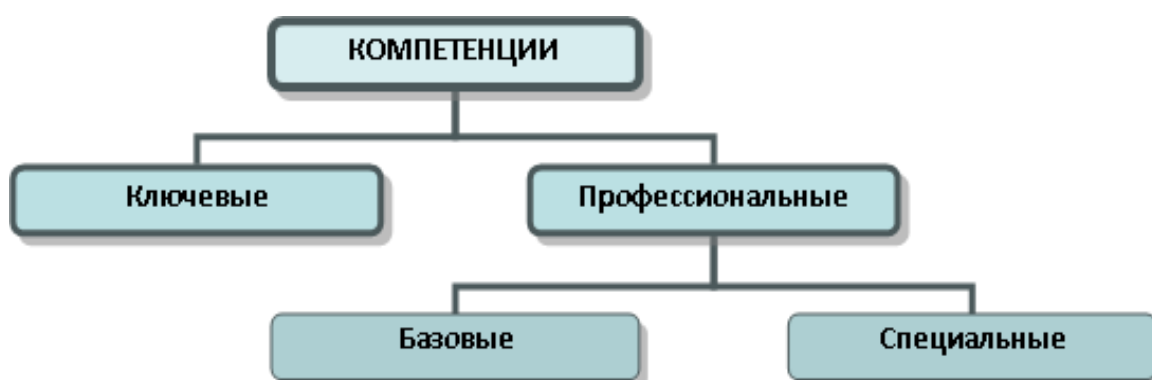 КОМПЕТЕНЦИИ
Ключевые
Профессиональные
Базовые
Специальные